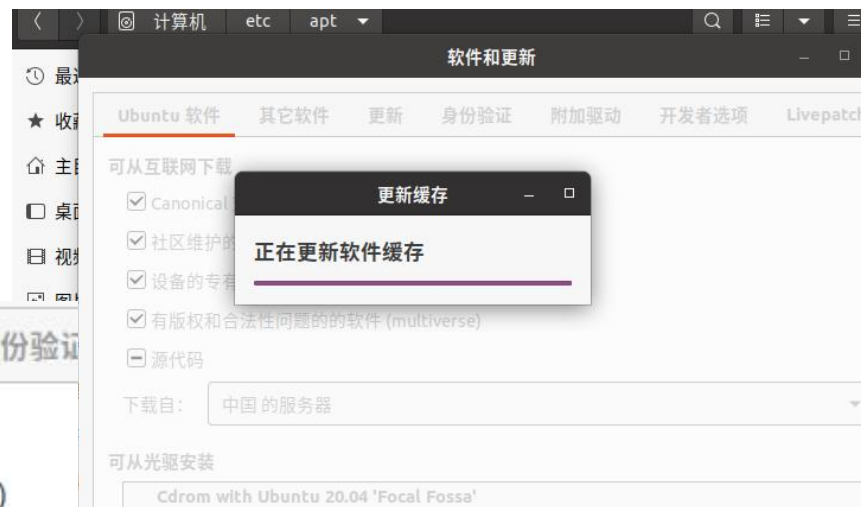 计算机 etc apt
软件和更新
最近
收藏
主目
桌面
视频
Ubuntu 软件 其它软件 更新 身份验证 附加驱动 开发者选项 Livepatch
可从互联网下载
Canonical
社区维护的
设备的专有
有版权和合法性问题的的软件 (multiverse)
源代码
更新缓存
正在更新软件缓存
份验证
下载自: 中国 的服务器
可从光驱安装
Cdrom with Ubuntu 20.04 'Focal Fossa'
)